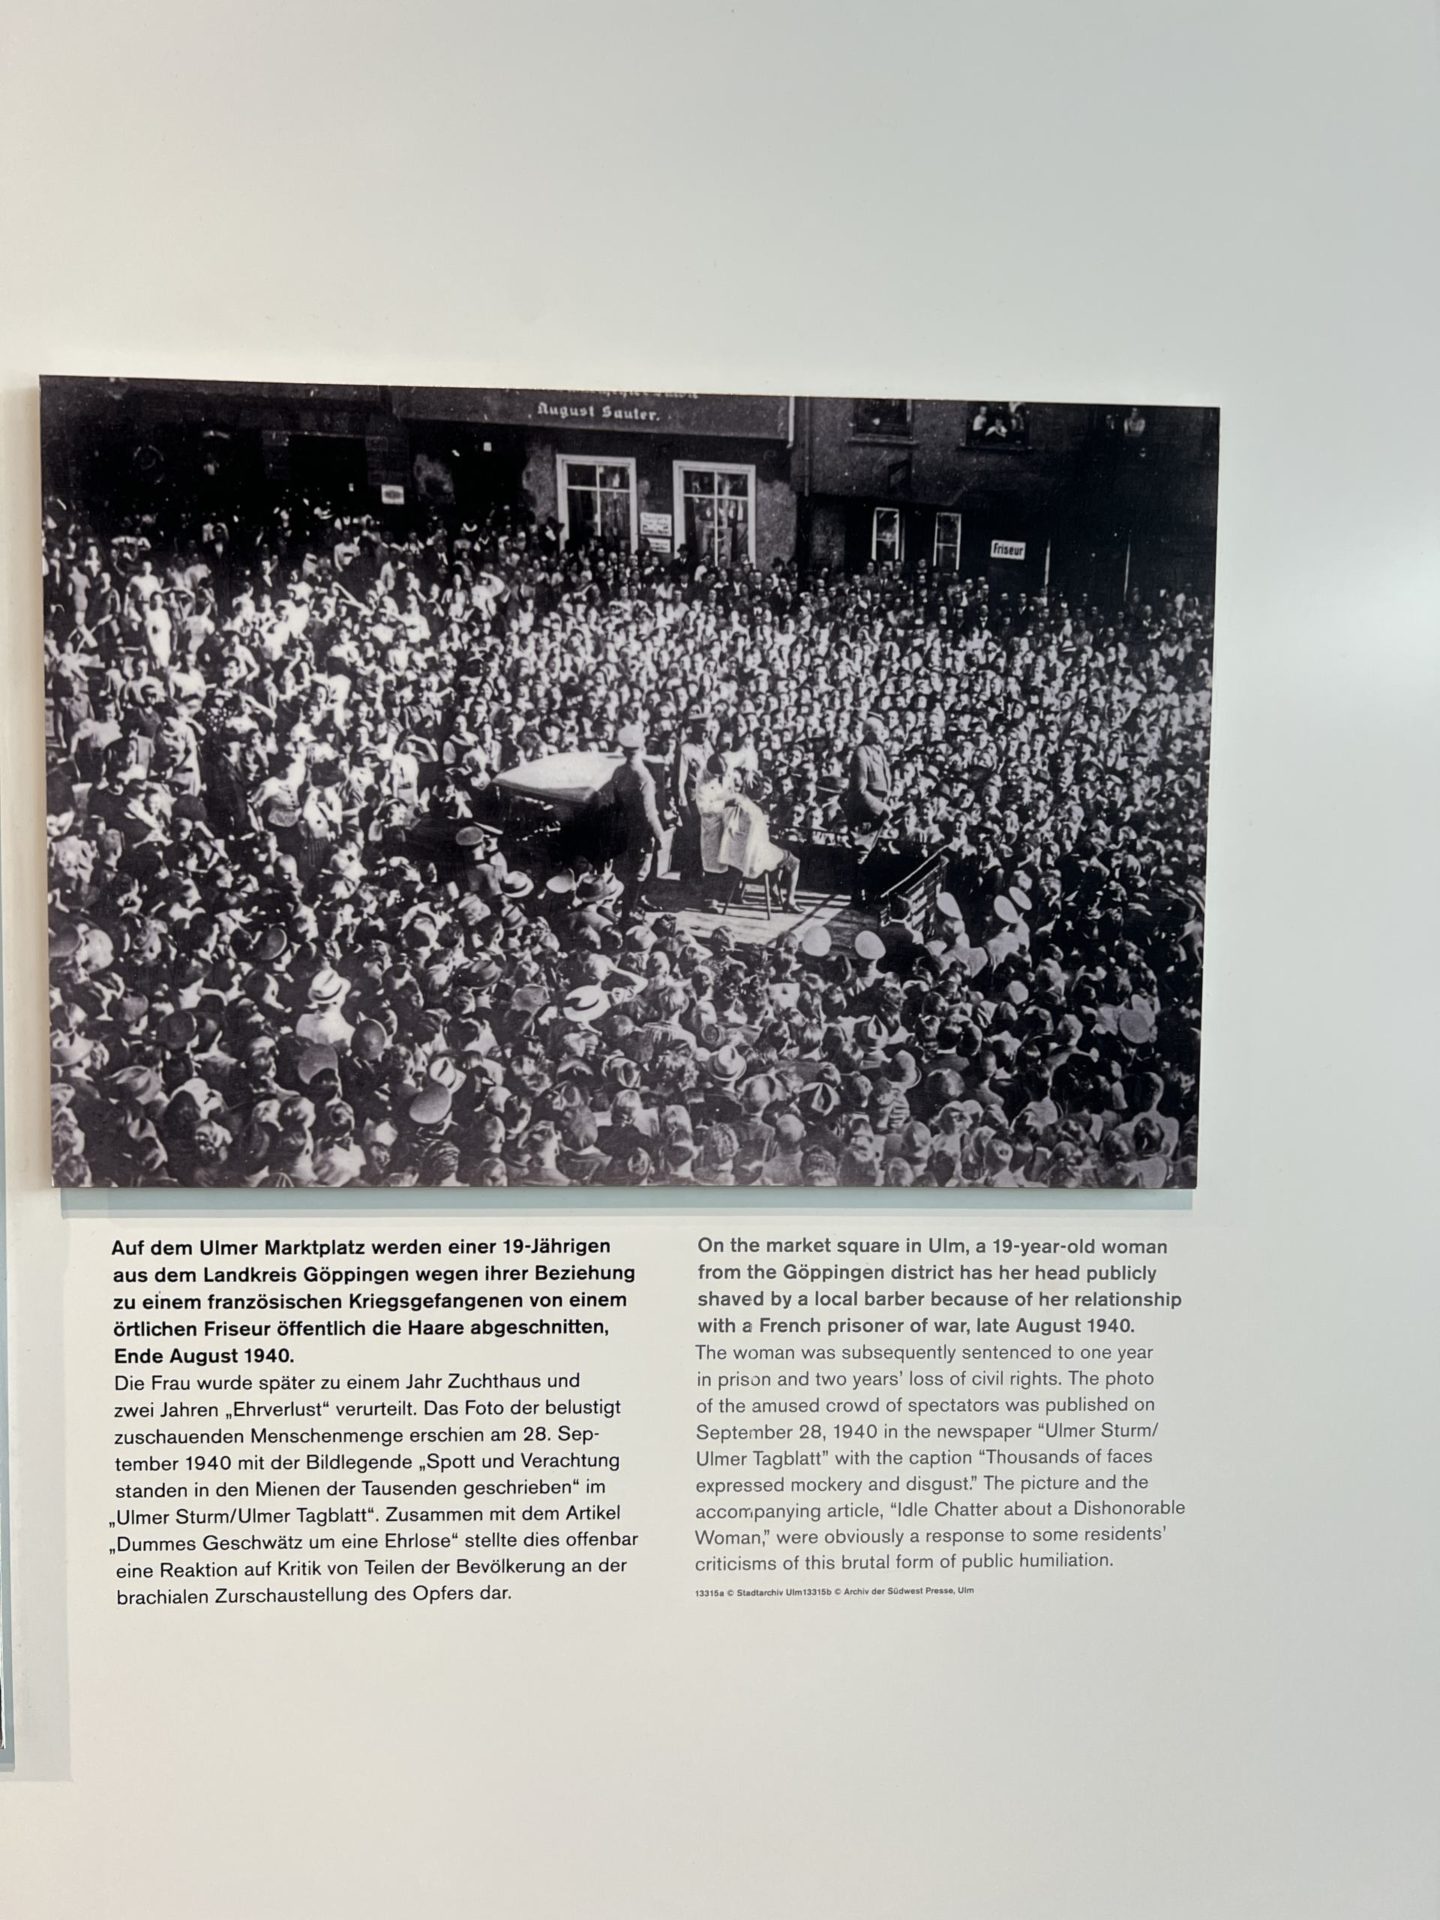 August Sauter.
Friseur
Auf dem Ulmer Marktplatz werden einer 19-Jährigen
aus dem Landkreis Göppingen wegen ihrer Beziehung
zu einem französischen Kriegsgefangenen von einem
örtlichen Friseur öffentlich die Haare abgeschnitten,
Ende August 1940.
Die Frau wurde später zu einem Jahr Zuchthaus und
zwei Jahren „Ehrverlust“ verurteilt. Das Foto der belustigt
zuschauenden Menschenmenge erschien am 28. Sep-
tember 1940 mit der Bildlegende „Spott und Verachtung
standen in den Mienen der Tausenden geschrieben“ im
„Ulmer Sturm/Ulmer Tagblatt“. Zusammen mit dem Artikel
„Dummes Geschwätz um eine Ehrlose“ stellte dies offenbar
eine Reaktion auf Kritik von Teilen der Bevölkerung an der
brachialen Zurschaustellung des Opfers dar.
On the market square in Ulm, a 19-year-old woman
from the Göppingen district has her head publicly
shaved by a local barber because of her relationship
with a French prisoner of war, late August 1940.
The woman was subsequently sentenced to one year
in prison and two years’ loss of civil rights. The photo
of the amused crowd of spectators was published on
September 28, 1940 in the newspaper “Ulmer Sturm/
Ulmer Tagblatt” with the caption “Thousands of faces
expressed mockery and disgust.” The picture and the
accompanying article, “Idle Chatter about a Dishonorable
Woman,” were obviously a response to some residents’
criticisms of this brutal form of public humiliation.
13315a © Stadtarchiv Ulm13315b © Archiv der Südwest Presse, Ulm